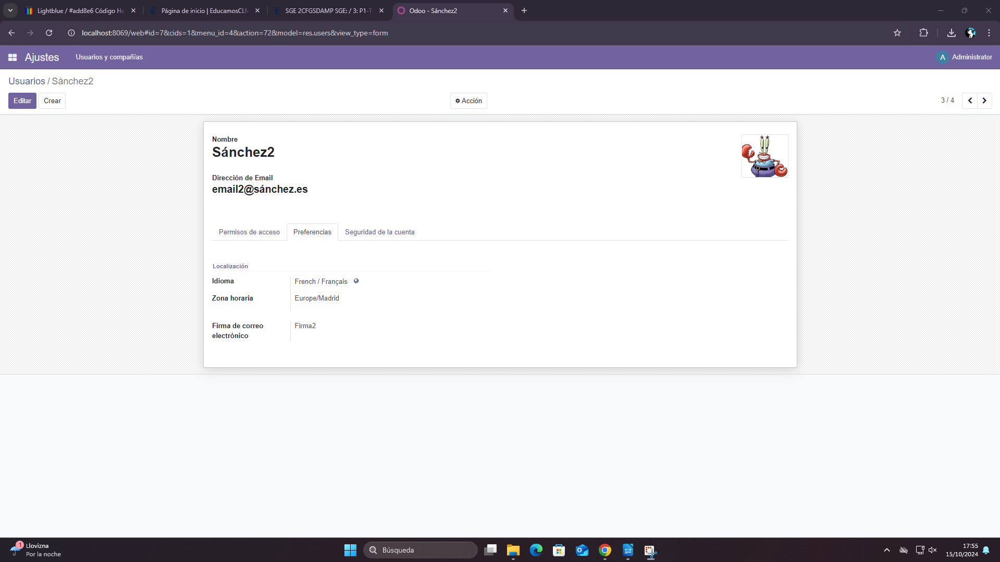 Lightblue / #add8e6 Código He
Página de inicio | EducamosCLM
SGE 2CFGSDAMP SGE: / 3: P1-T
Odoo - Sánchez2
localhost:8069/web#id=7&cids=1&menu_id=4&action=72&model=res.users&view_type=form
Ajustes
Usuarios y compañías
A
Administrator
Usuarios / Sánchez2
Editar
Crear
Acción
3 / 4
Nombre
Sánchez2
Dirección de Email
email2@sánchez.es
Permisos de acceso
Preferencias
Seguridad de la cuenta
Localización
Idioma
French / Français
Zona horaria
Europe/Madrid
Firma de correo
electrónico
Firma2
1
Llovizna
Por la noche
Búsqueda
17:55
15/10/2024